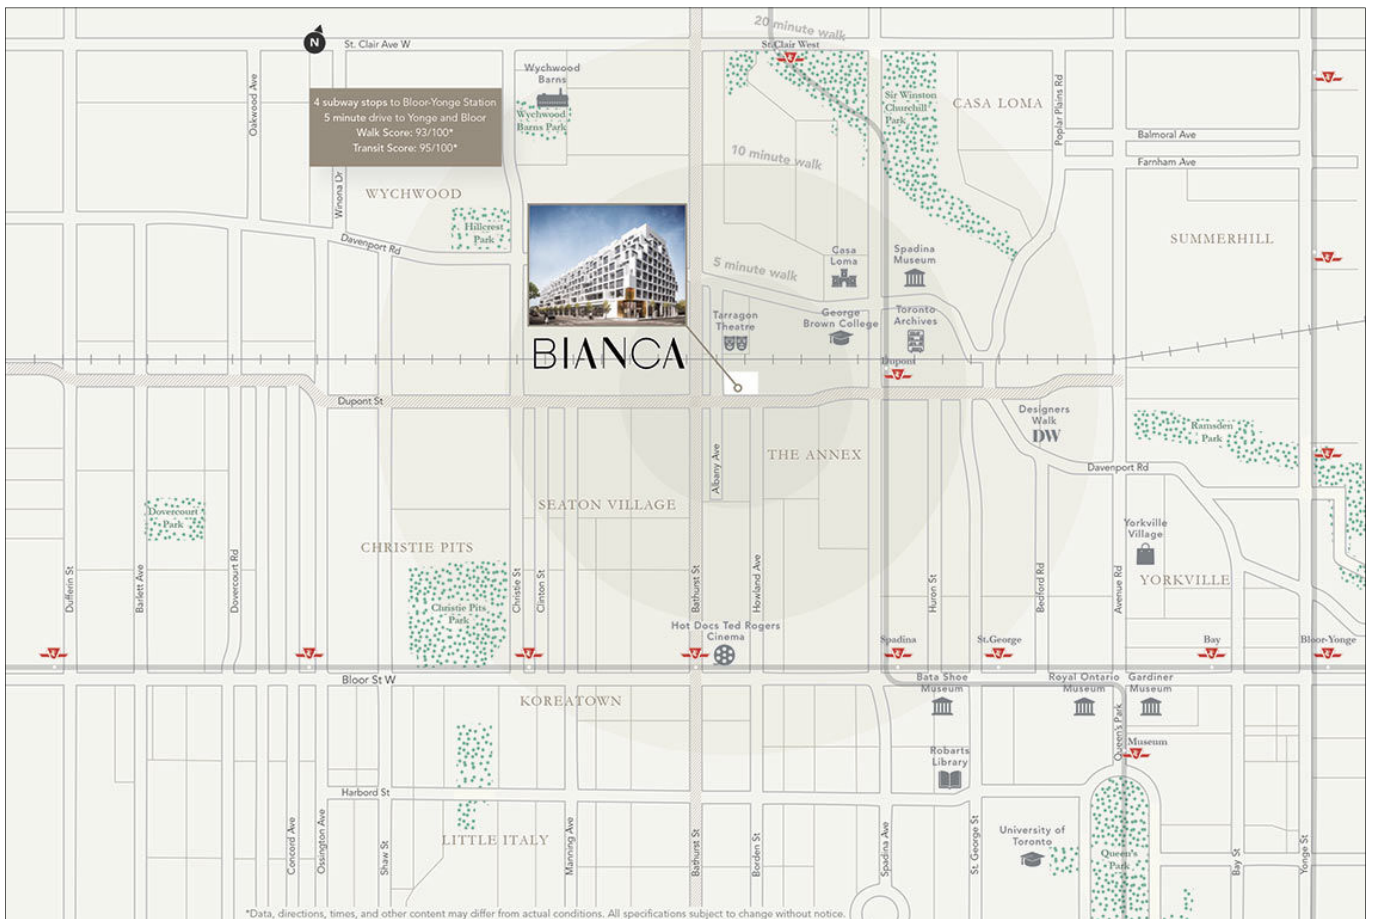 20 minute walk
St. Clair Ave W
St.Clair West
N
Wychwood
Barns
Oakwood Ave
4 subway stops to Bloor-Yonge Station
5 minute drive to Yonge and Bloor
Walk Score: 93/100*
Transit Score: 95/100*
Wychwood
Barns Park
Sir Winston
Churchill
Park
CASA LOMA
Poplar Plains Rd
Balmoral Ave
Farnham Ave
10 minute walk
WYCHWOOD
Winona Dr
Hillcrest
Park
Davenport Rd
SUMMERHILL
Casa
Loma
Spadina
Museum
5 minute walk
Tarragon
Theatre
George
Brown College
Toronto
Archives
BIANCA
Dupont
Dupont St
Designers
Walk
DW
Ramsden
Park
THE ANNEX
Albany Ave
Davenport Rd
SEATON VILLAGE
Dovercourt
Park
Yorkville
Village
CHRISTIE PITS
YORKVILLE
Dufferin St
Barlett Ave
Dovercourt Rd
Christie Pits
Park
Christie St
Clinton St
Bathurst St
Howland Ave
Huron St
Bedford Rd
Avenue Rd
Hot Docs Ted Rogers
Cinema
Spadina
St.George
Bay
Bloor-Yonge
Bloor St W
Bata Shoe
Museum
Royal Ontario
Museum
Gardiner
Museum
KOREATOWN
Queen's Park
Museum
Robarts
Library
Harbord St
LITTLE ITALY
Concord Ave
Ossington Ave
Shaw St
Manning Ave
Bathurst St
Borden St
Spadina Ave
St. George St
University of
Toronto
Queen's
Park
Bay St
Yonge St
*Data, directions, times, and other content may differ from actual conditions. All specifications subject to change without notice.